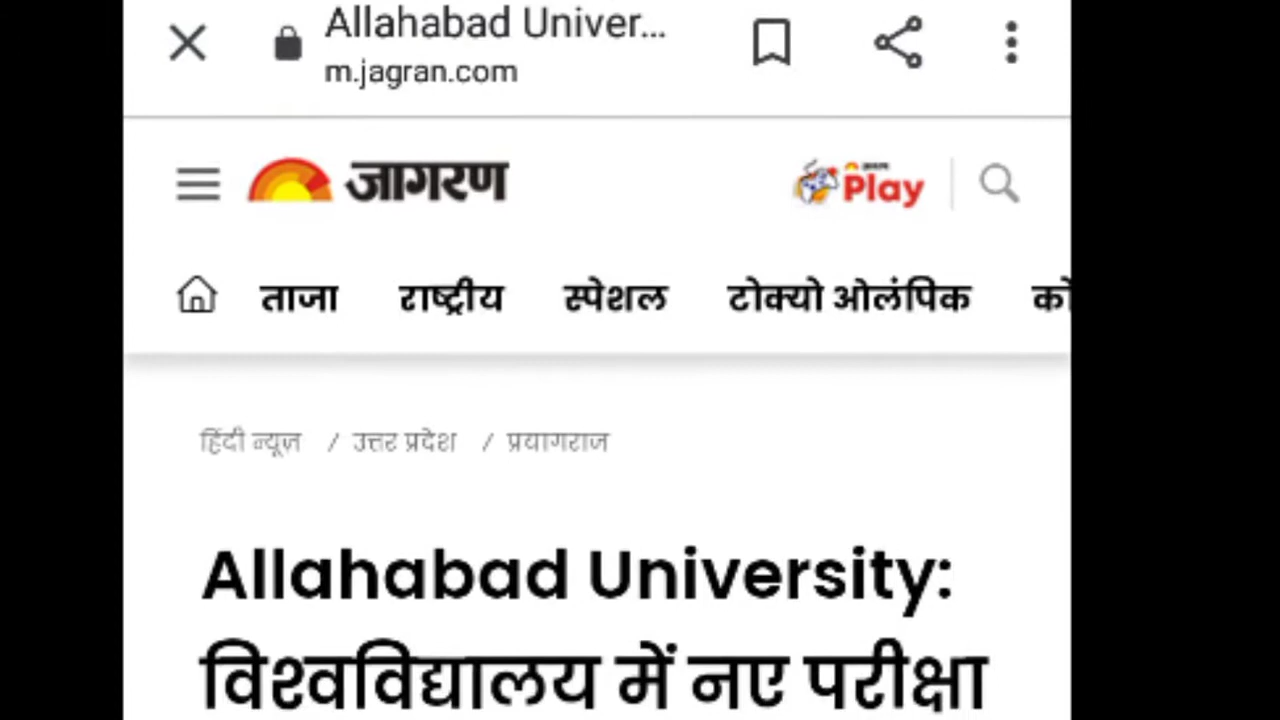 Allahabad Univer...
m.jagran.com
जागरण
Play
ताजा राष्ट्रीय स्पेशल टोक्यो ओलंपिक को
हिंदी न्यूज़ / उत्तर प्रदेश / प्रयागराज
Allahabad University:
विश्वविद्यालय में नए परीक्षा